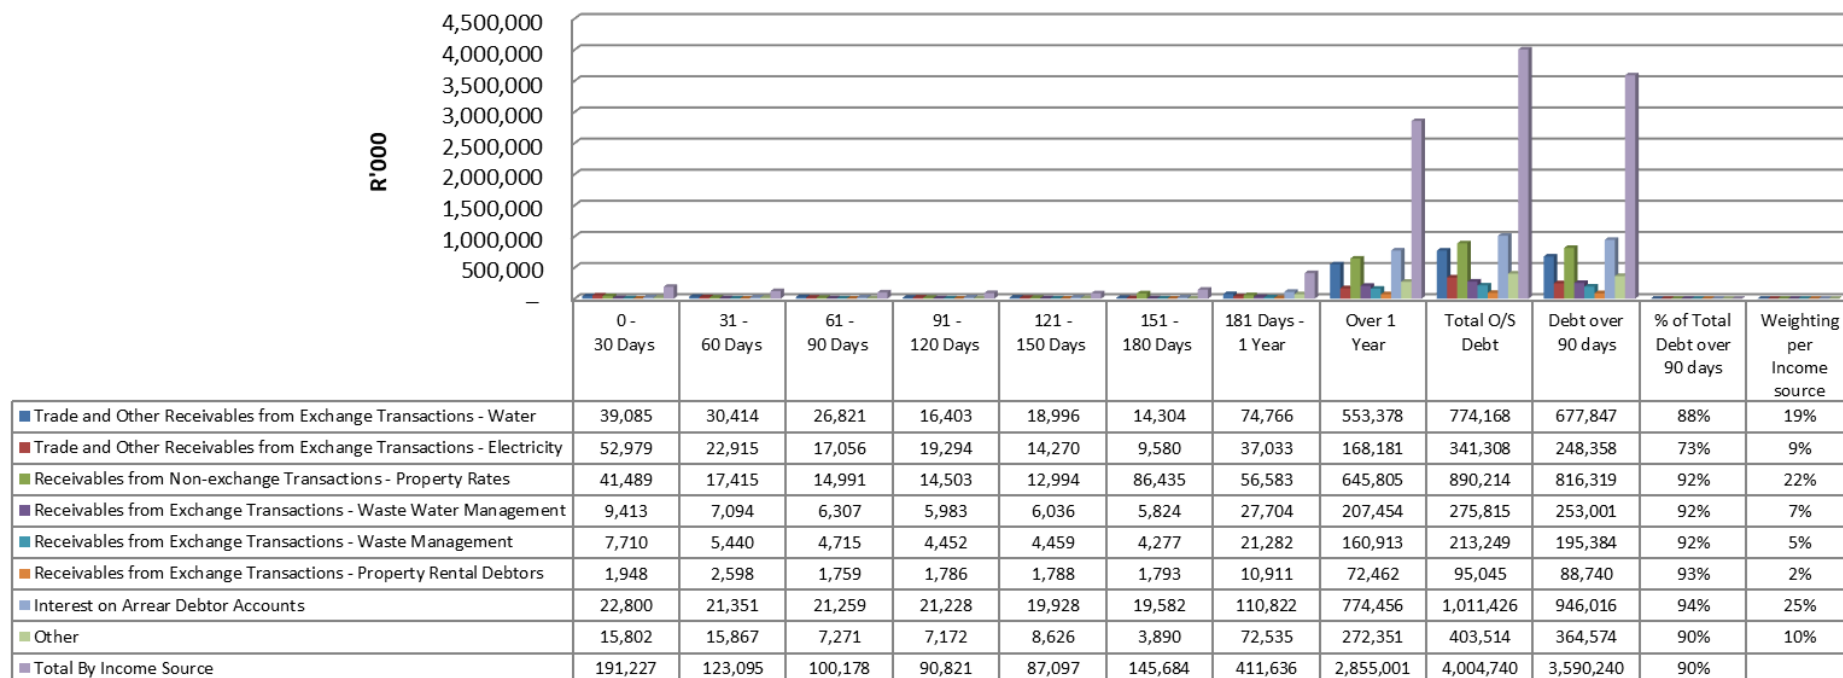 4,500,000
4,000,000
3,500,000
3,000,000
2,500,000
2,000,000
1,500,000
1,000,000
500,000
–
R'000
0 - 30 Days 31 - 60 Days 61 - 90 Days 91 - 120 Days 121 - 150 Days 151 - 180 Days 181 Days - 1 Year Over 1 Year Total O/S Debt Debt over 90 days % of Total Debt over 90 days Weighting per Income source
Trade and Other Receivables from Exchange Transactions - Water 39,085 30,414 26,821 16,403 18,996 14,304 74,766 553,378 774,168 677,847 88% 19%
Trade and Other Receivables from Exchange Transactions - Electricity 52,979 22,915 17,056 19,294 14,270 9,580 37,033 168,181 341,308 248,358 73% 9%
Receivables from Non-exchange Transactions - Property Rates 41,489 17,415 14,991 14,503 12,994 86,435 56,583 645,805 890,214 816,319 92% 22%
Receivables from Exchange Transactions - Waste Water Management 9,413 7,094 6,307 5,983 6,036 5,824 27,704 207,454 275,815 253,001 92% 7%
Receivables from Exchange Transactions - Waste Management 7,710 5,440 4,715 4,452 4,459 4,277 21,282 160,913 213,249 195,384 92% 5%
Receivables from Exchange Transactions - Property Rental Debtors 1,948 2,598 1,759 1,786 1,788 1,793 10,911 72,462 95,045 88,740 93% 2%
Interest on Arrear Debtor Accounts 22,800 21,351 21,259 21,228 19,928 19,582 110,822 774,456 1,011,426 946,016 94% 25%
Other 15,802 15,867 7,271 7,172 8,626 3,890 72,535 272,351 403,514 364,574 90% 10%
Total By Income Source 191,227 123,095 100,178 90,821 87,097 145,684 411,636 2,855,001 4,004,740 3,590,240 90%